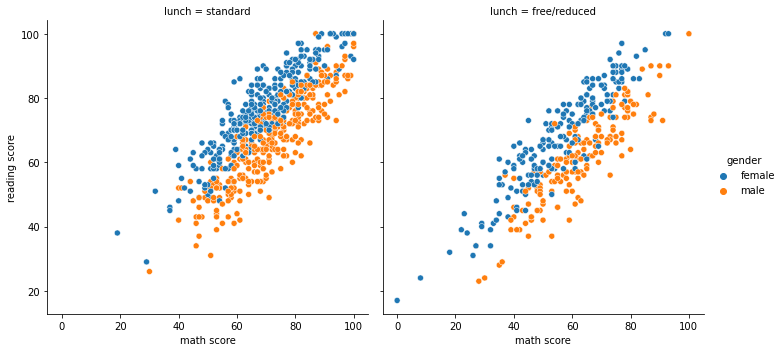 lunch = standard
lunch = free/reduced
100
80
60
40
20
reading score
0 20 40 60 80 100
math score
0 20 40 60 80 100
math score
gender
female
male